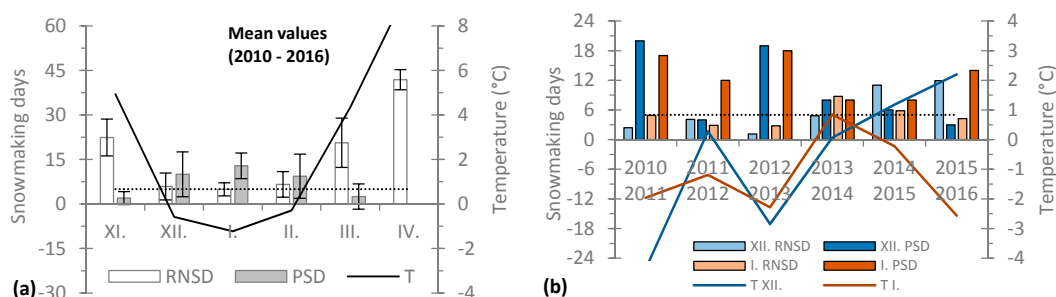 Mean values
(2010 - 2016)
Snowmaking days
60
45
30
15
0
-15
-30
XI.
XII.
I.
II.
III.
IV.
8
6
4
2
0
-2
-4
Temperature (°C)
RNSD
PSD
T
(a)
Snowmaking days
24
18
12
6
0
-6
-12
-18
-24
2010 2011 2012 2013 2014 2015
2011 2012 2013 2014 2015 2016
4
3
2
1
0
-1
-2
-3
-4
Temperature (°C)
XII. RNSD
XII. PSD
I. RNSD
I. PSD
T XII.
T I.
(b)